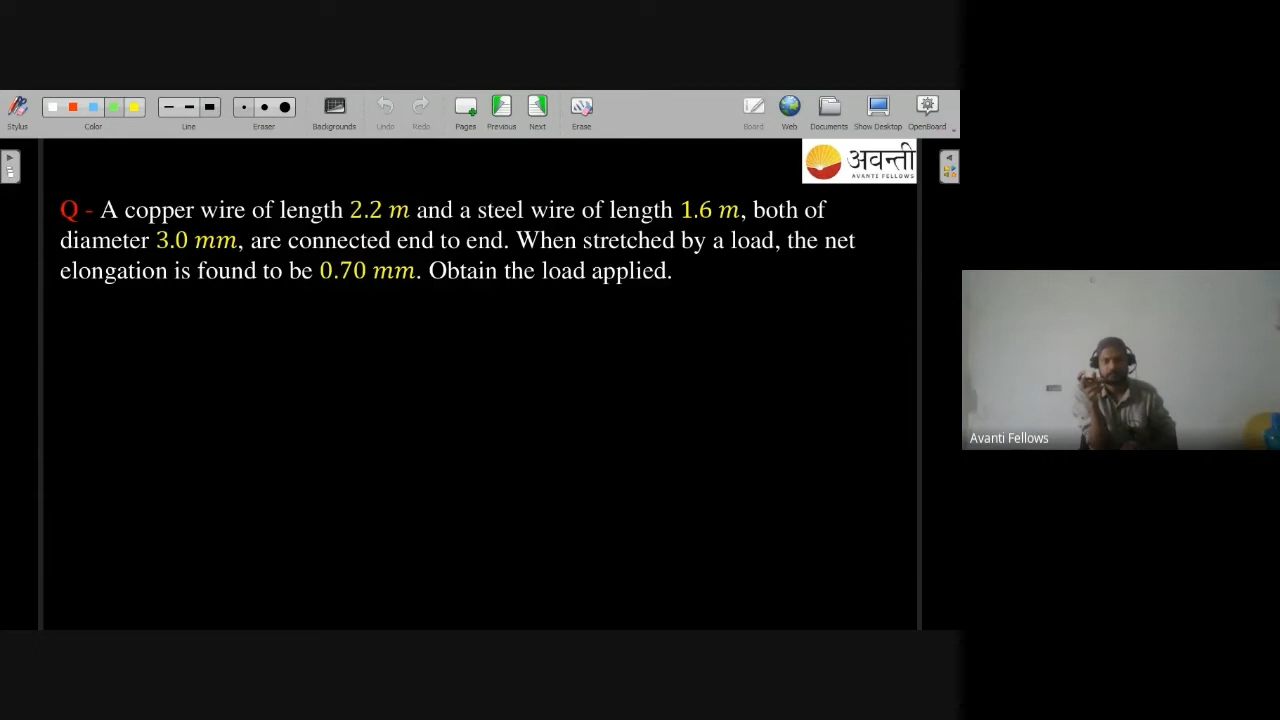 Stylus
Color
Line
Eraser
Backgrounds
Undo
Redo
Pages
Previous
Next
Erase
Board
Web
Documents
Show Desktop
OpenBoard
अवन्ती
AVANTI FELLOWS
Q - A copper wire of length 2.2 m and a steel wire of length 1.6 m, both of
diameter 3.0 mm, are connected end to end. When stretched by a load, the net
elongation is found to be 0.70 mm. Obtain the load applied.
Avanti Fellows